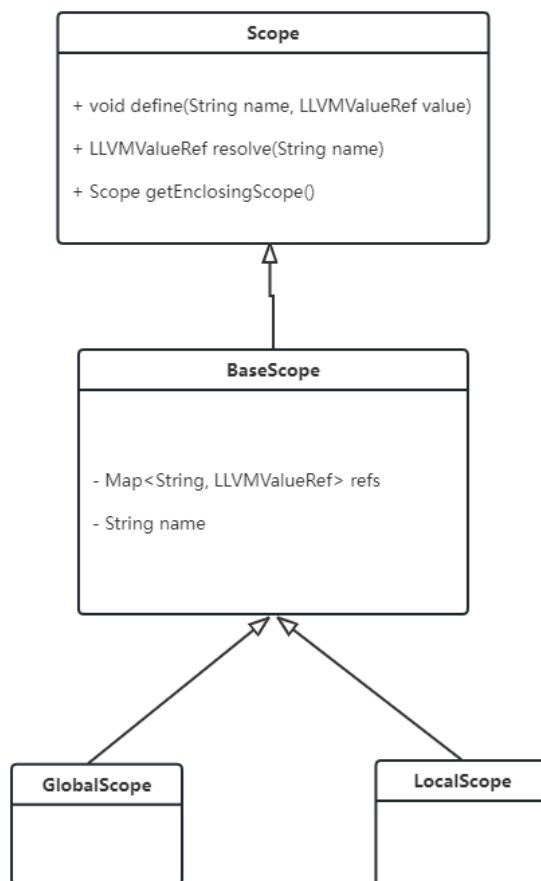 Scope
+ void define(String name, LLVMValueRef value)
+ LLVMValueRef resolve(String name)
+ Scope getEnclosingScope()
BaseScope
- Map<String, LLVMValueRef> refs
- String name
GlobalScope
LocalScope